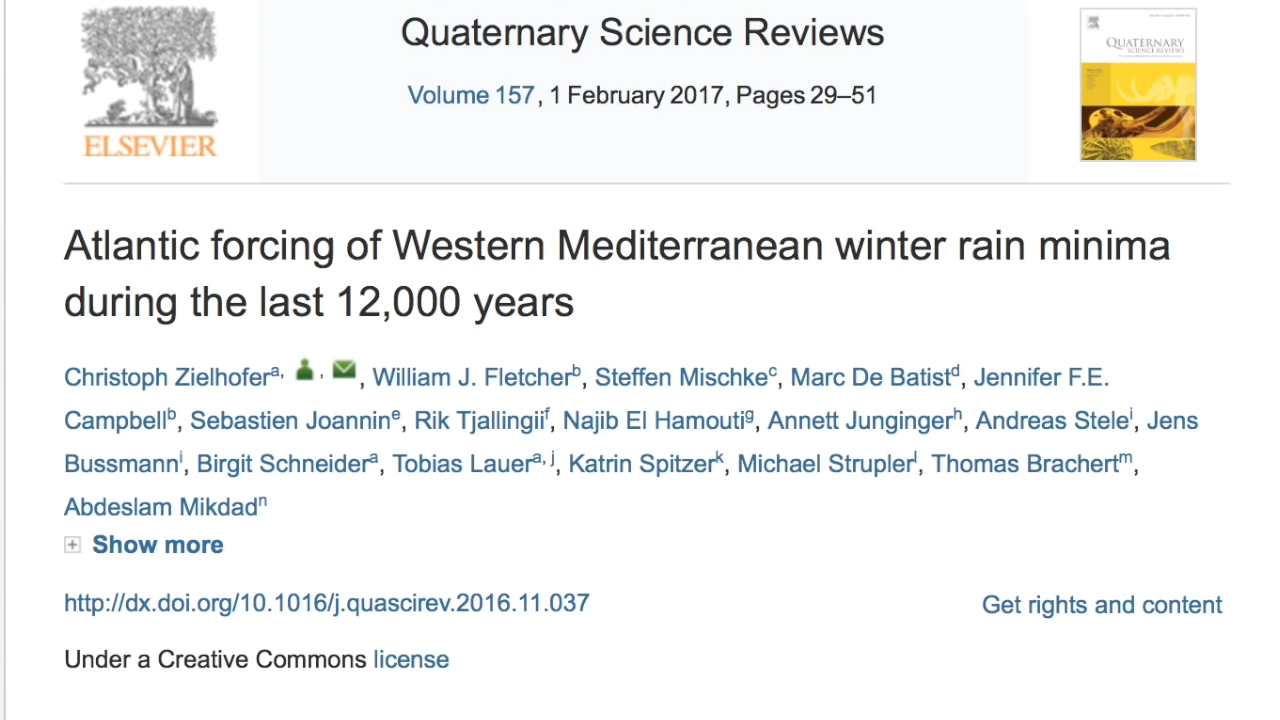 Quaternary Science Reviews
Volume 157, 1 February 2017, Pages 29–51
ELSEVIER
QUATERNARY
SCIENCE REVIEWS
Atlantic forcing of Western Mediterranean winter rain minima
during the last 12,000 years
Christoph Zielhofer a, , , William J. Fletcher b, Steffen Mischke c, Marc De Batist d, Jennifer F.E.
Campbell b, Sebastien Joannin e, Rik Tjallingii f, Najib El Hamouti g, Annett Junginger h, Andreas Stele i, Jens
Bussmann i, Birgit Schneider a, Tobias Lauer a, j, Katrin Spitzer k, Michael Strupler l, Thomas Brachert m,
Abdeslam Mikdad n
Show more
http://dx.doi.org/10.1016/j.quascirev.2016.11.037
Get rights and content
Under a Creative Commons license